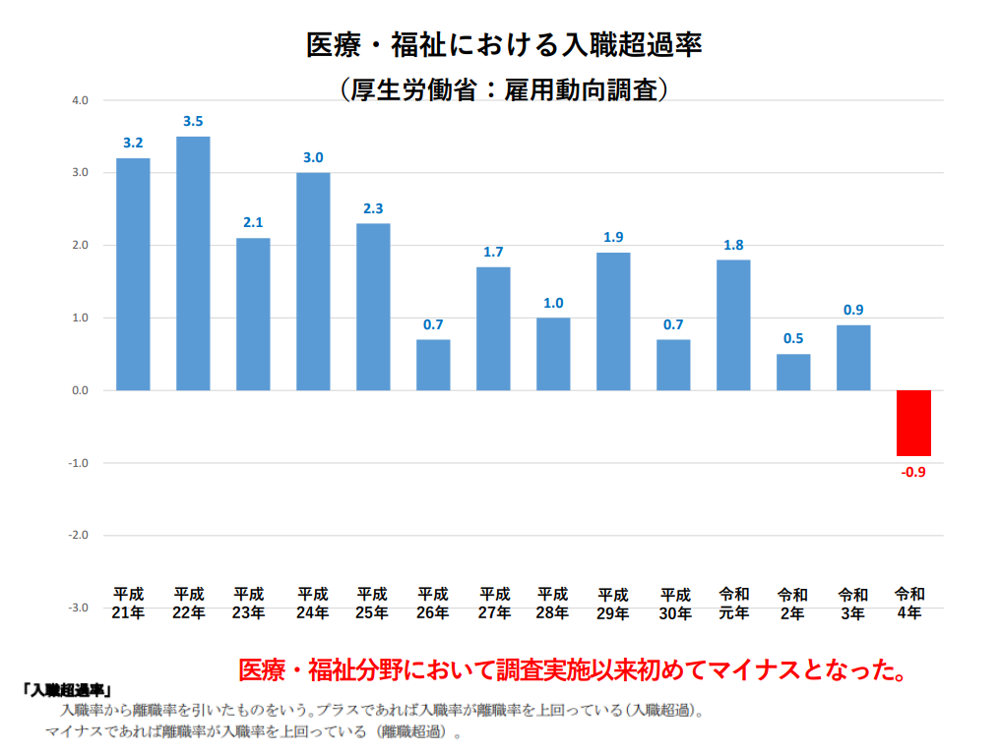 医療・福祉における入職超過率
（厚生労働省：雇用動向調査）
4.0
3.0
2.0
1.0
0.0
-1.0
-2.0
-3.0
3.2
3.5
2.1
3.0
2.3
0.7
1.7
1.0
1.9
0.7
1.8
0.5
0.9
-0.9
平成
21年
平成
22年
平成
23年
平成
24年
平成
25年
平成
26年
平成
27年
平成
28年
平成
29年
平成
30年
令和
元年
令和
2年
令和
3年
令和
4年
医療・福祉分野において調査実施以来初めてマイナスとなった。
「入職超過率」
入職率から離職率を引いたものをいう。プラスであれば入職率が離職率を上回っている（入職超過）。
マイナスであれば離職率が入職率を上回っている（離職超過）。